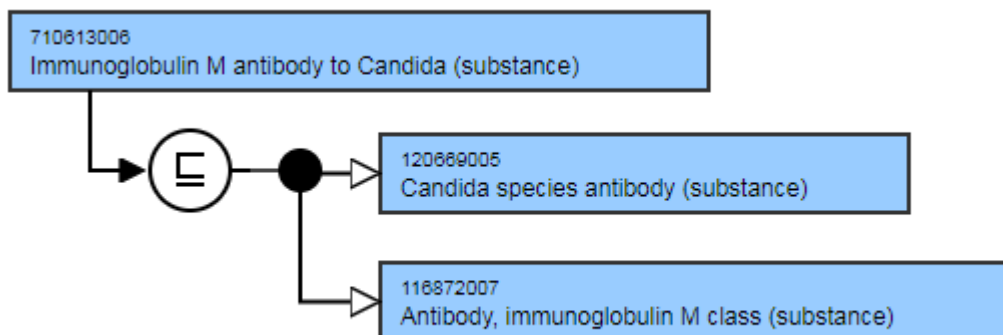 710613006
Immunoglobulin M antibody to Candida (substance)
⊑
120669005
Candida species antibody (substance)
116872007
Antibody, immunoglobulin M class (substance)